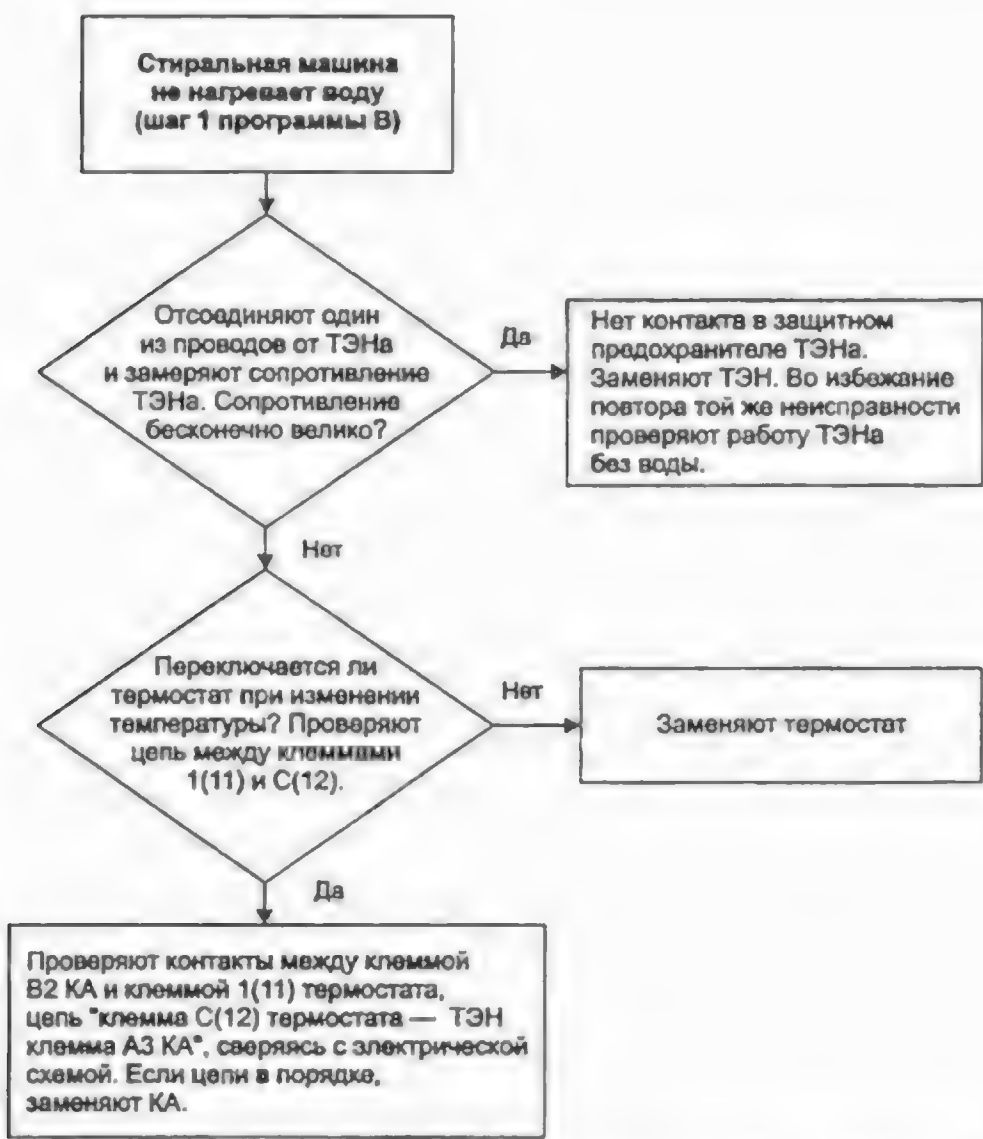 Стиральная машина
не нагревает воду
(шаг 1 программы В)
Отсоединяют один
из проводов от ТЭНа
и замеряют сопротивление
ТЭНа. Сопротивление
бесконечно велико?
Да
Нет контакта в защитном
предохранителе ТЭНа.
Заменяют ТЭН. Во избежание
повтора той же неисправности
проверяют работу ТЭНа
без воды.
Нет
Переключается ли
термостат при изменении
температуры? Проверяют
цепь между клеммами
1(11) и С(12).
Нет
Заменяют термостат
Да
Проверяют контакты между клеммой
В2 КА и клеммой 1(11) термостата,
цепь "клемма С(12) термостата — ТЭН
клемма А3 КА", сверяясь с электрической
схемой. Если цепи в порядке,
заменяют КА.